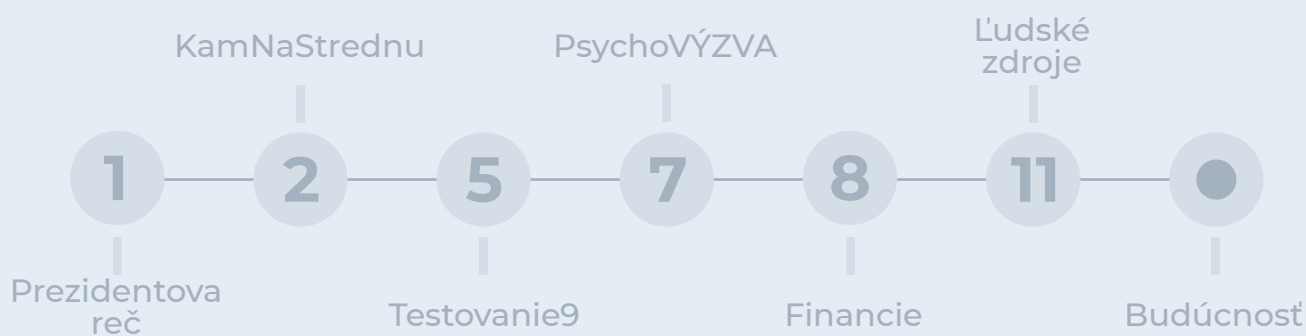 KamNaStrednu
PsychoVÝZVA
Ľudské
zdroje
1
2
5
7
8
11
Prezidentova
reč
Testovanie9
Financie
Budúcnosť